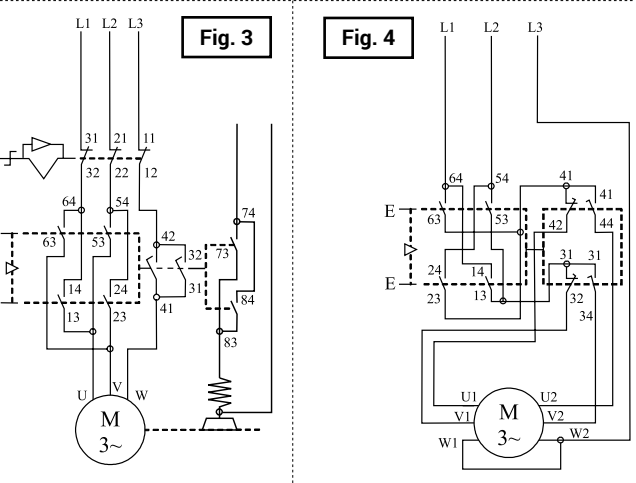 L1 L2 L3
Fig. 3
31 21 11
32 22 12
64 54
63 53
42
32
31
41
14 24
13 23
74
73
84
83
U V W
M
3~
Fig. 4
L1 L2 L3
64 54
41
41
E
63 53
42 44
24 14
31 31
E
23 13
32
34
U1 U2
V1 V2
W1 W2
M
3~